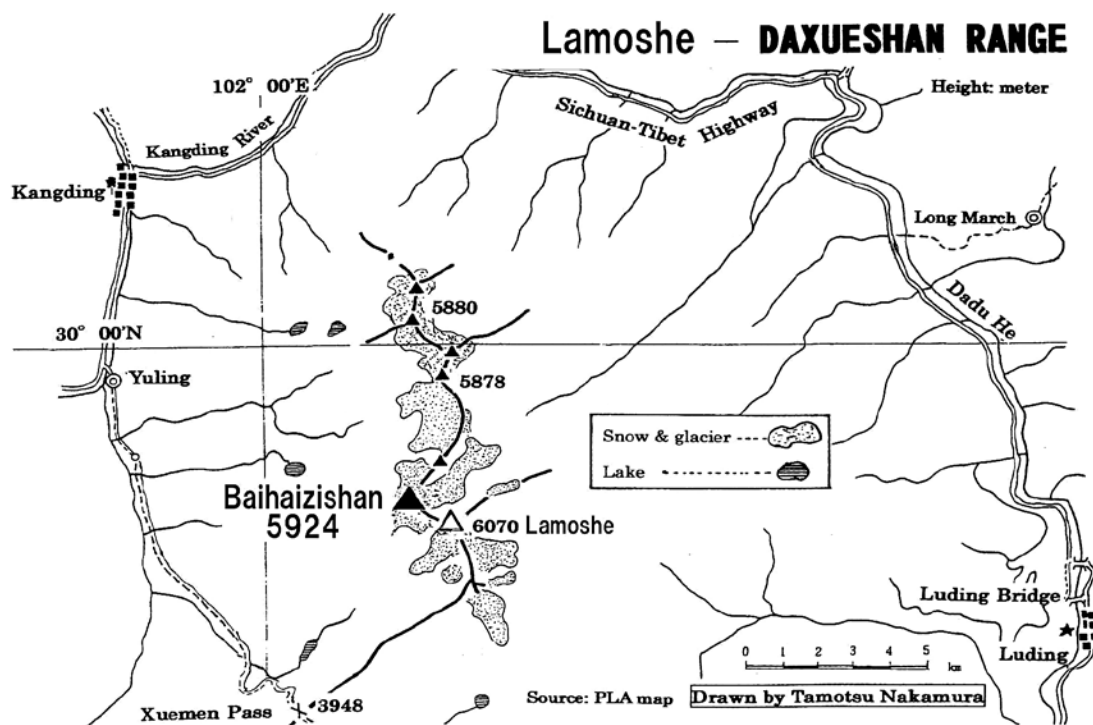 Lamoshe – DAXUESHAN RANGE
102° 00'E
Height: meter
Sichuan-Tibet Highway
Kangding River
Kangding
Long March
5880
Dadu He
30° 00'N
Yuling
5878
Snow & glacier
Lake
Baihaizishan
5924
6070 Lamoshe
Luding Bridge
Luding
0 1 2 3 4 5
km
Source: PLA map
Drawn by Tamotsu Nakamura
3948
Xuemen Pass